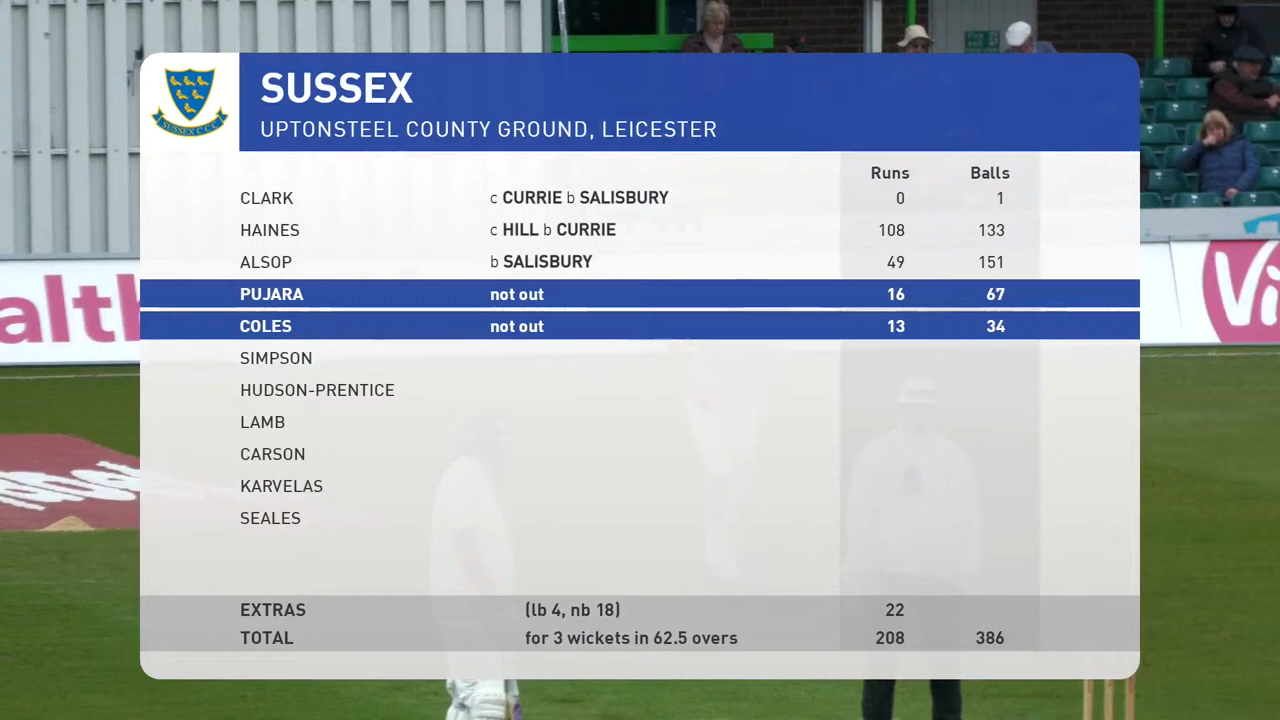 SUSSEX
UPTONSTEEL COUNTY GROUND, LEICESTER
SUSSEX C.C.C
Runs Balls
CLARK c CURRIE b SALISBURY 0 1
HAINES c HILL b CURRIE 108 133
ALSOP b SALISBURY 49 151
PUJARA not out 16 67
COLES not out 13 34
SIMPSON
HUDSON-PRENTICE
LAMB
CARSON
KARVELAS
SEALES
EXTRAS (lb 4, nb 18) 22
TOTAL for 3 wickets in 62.5 overs 208 386